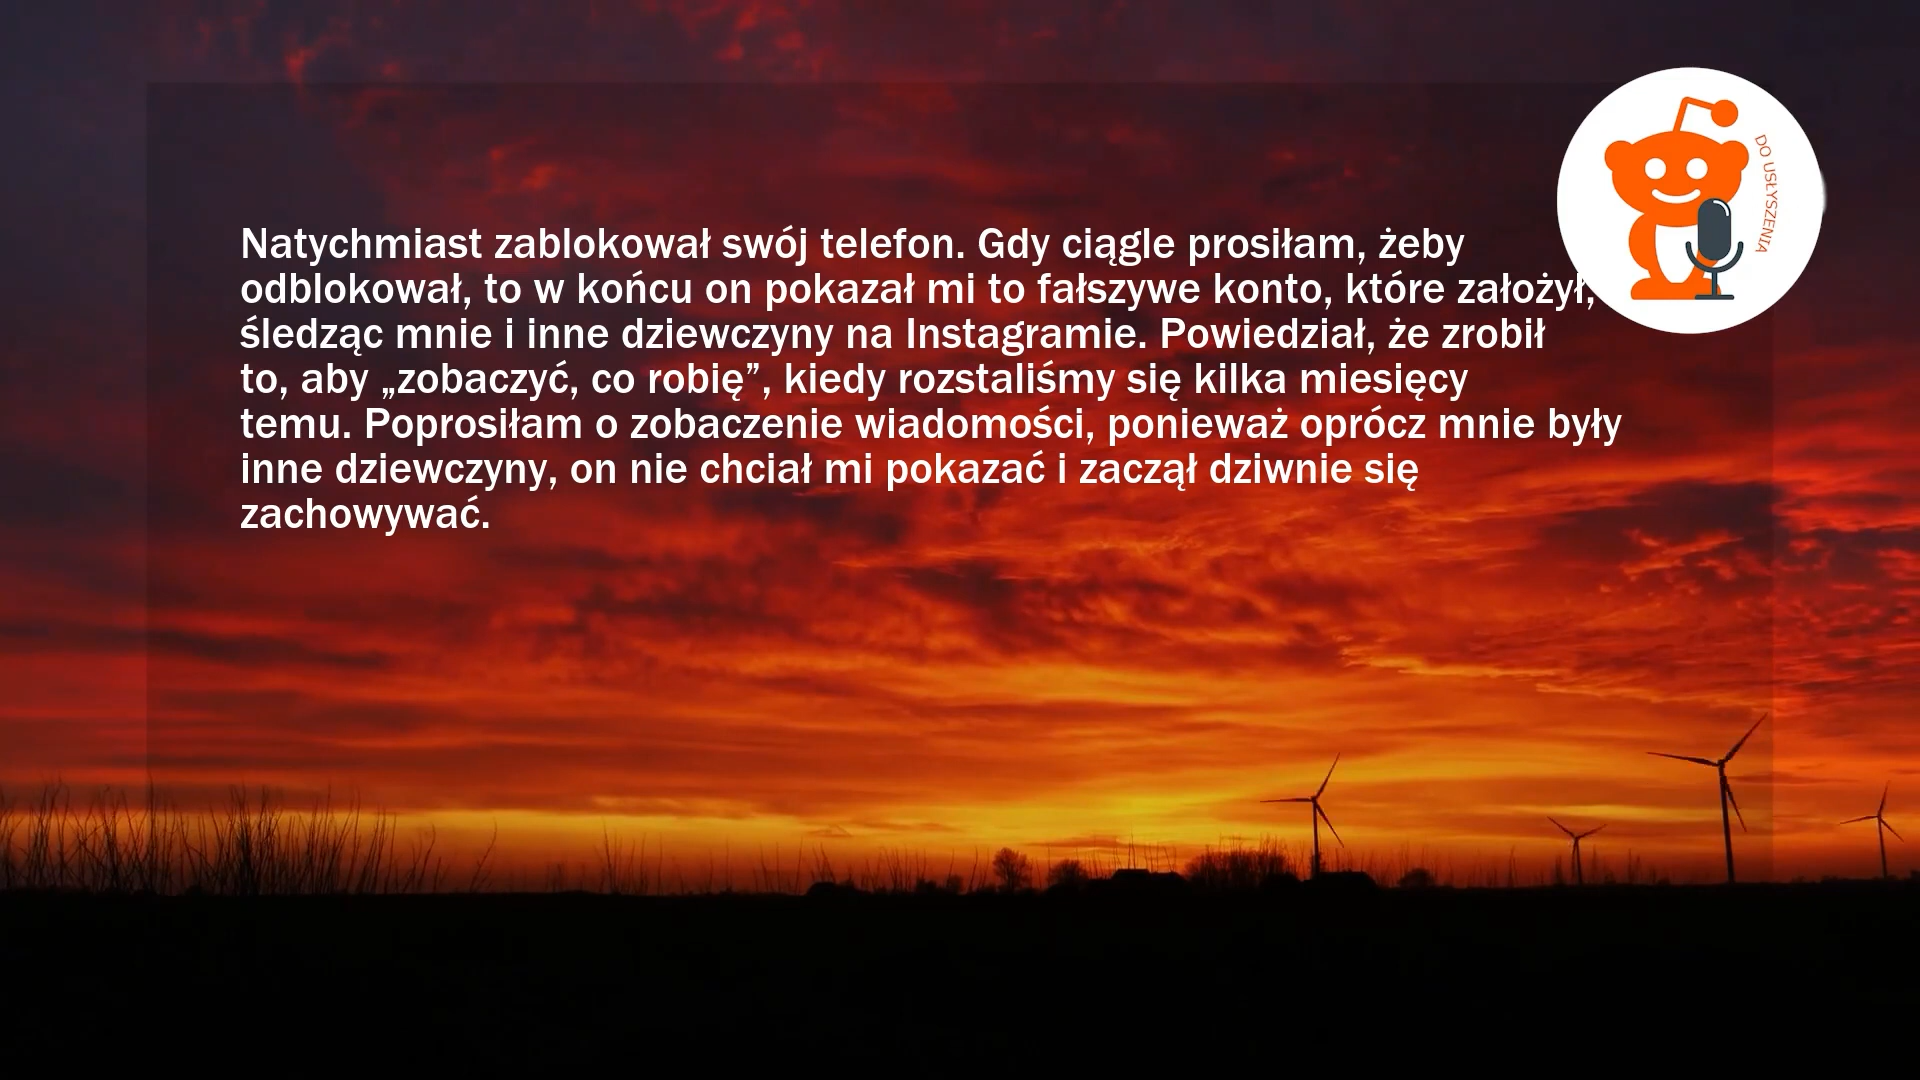 Natychmiast zablokował swój telefon. Gdy ciągle prosiłam, żeby
odblokował, to w końcu on pokazał mi to fałszywe konto, które założył,
śledząc mnie i inne dziewczyny na Instagramie. Powiedział, że zrobił
to, aby „zobaczyć, co robię”, kiedy rozstaliśmy się kilka miesięcy
temu. Poprosiłam o zobaczenie wiadomości, ponieważ oprócz mnie były
inne dziewczyny, on nie chciał mi pokazać i zaczął dziwnie się
zachowywać.
DO USŁYSZENIA